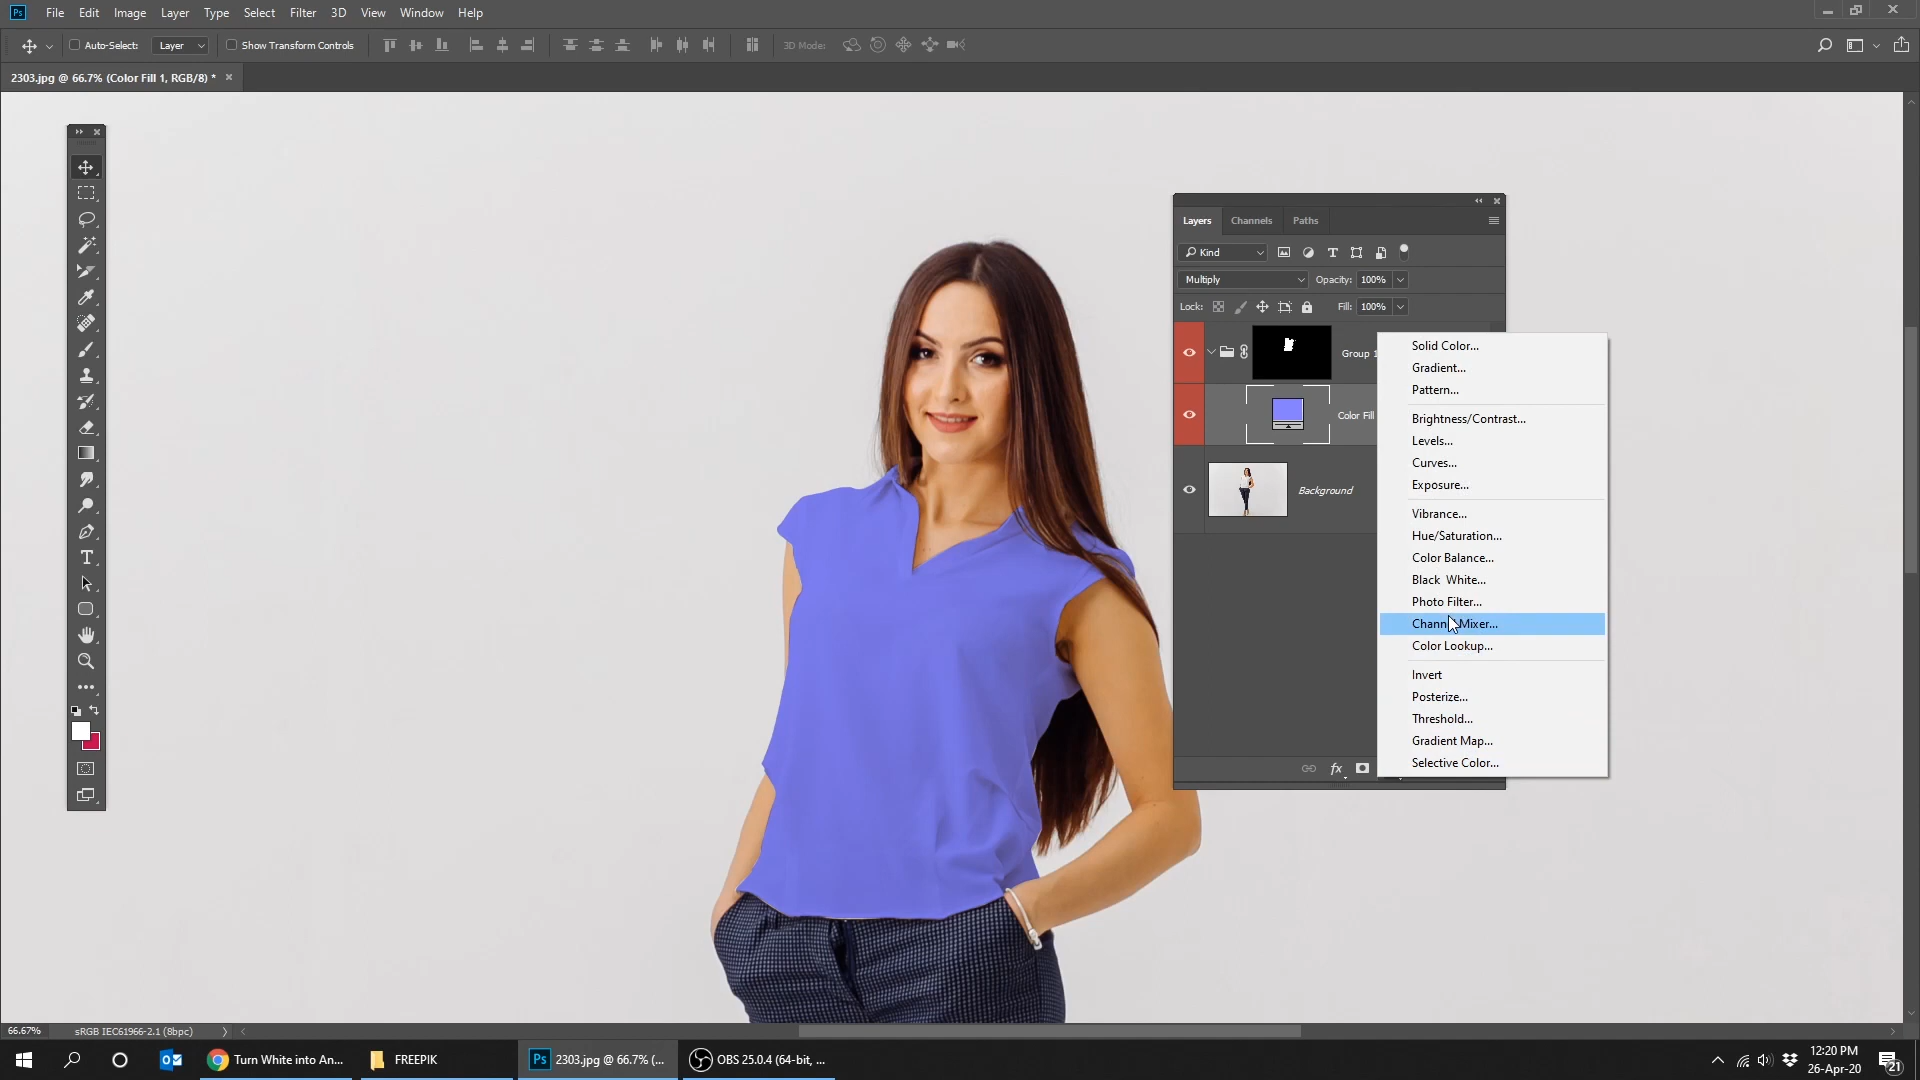 Ps File Edit Image Layer Type Select Filter 3D View Window Help
Auto-Select: Layer Show Transform Controls 3D Mode:
2303.jpg @ 66.7% (Color Fill 1, RGB/8) *
Layers Channels Paths
Kind
Multiply Opacity: 100%
Lock: Fill: 100%
Group 1
Color Fill
Background
fx
Solid Color...
Gradient...
Pattern...
Brightness/Contrast...
Levels...
Curves...
Exposure...
Vibrance...
Hue/Saturation...
Color Balance...
Black White...
Photo Filter...
Channel Mixer...
Color Lookup...
Invert
Posterize...
Threshold...
Gradient Map...
Selective Color...
66.67% sRGB IEC61966-2.1 (8bpc)
Turn White into An... FREEPIK Ps 2303.jpg @ 66.7% (... OBS 25.0.4 (64-bit, ...
12:20 PM
26-Apr-20
21